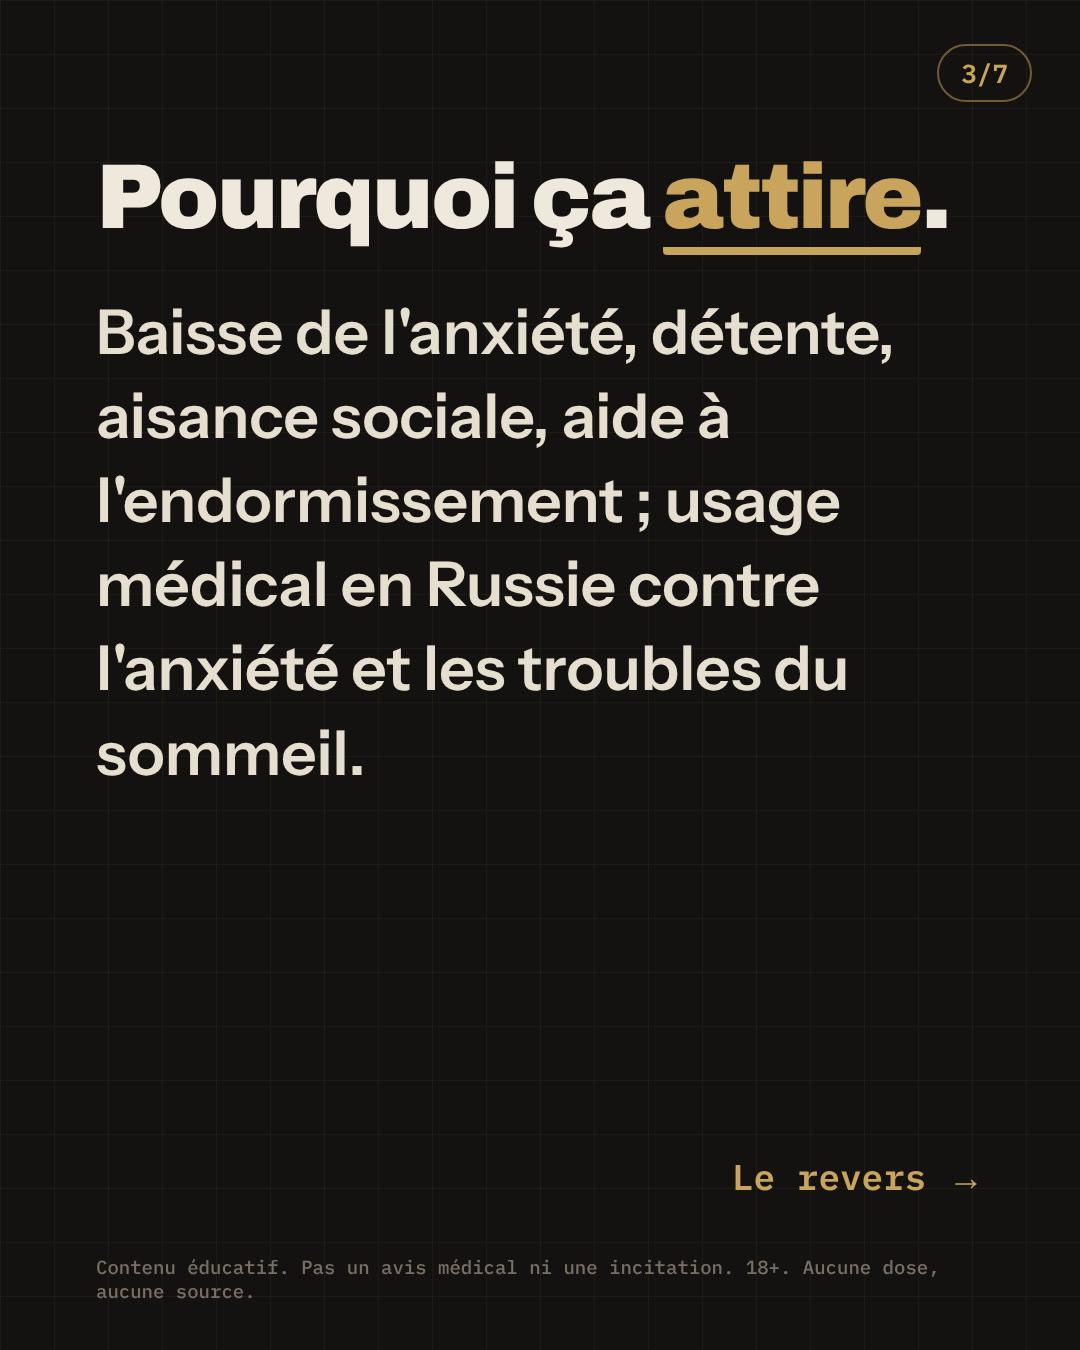 3/7
Pourquoi ça attire.
Baisse de l'anxiété, détente,
aisance sociale, aide à
l'endormissement ; usage
médical en Russie contre
l'anxiété et les troubles du
sommeil.
Le revers →
Contenu éducatif. Pas un avis médical ni une incitation. 18+. Aucune dose,
aucune source.